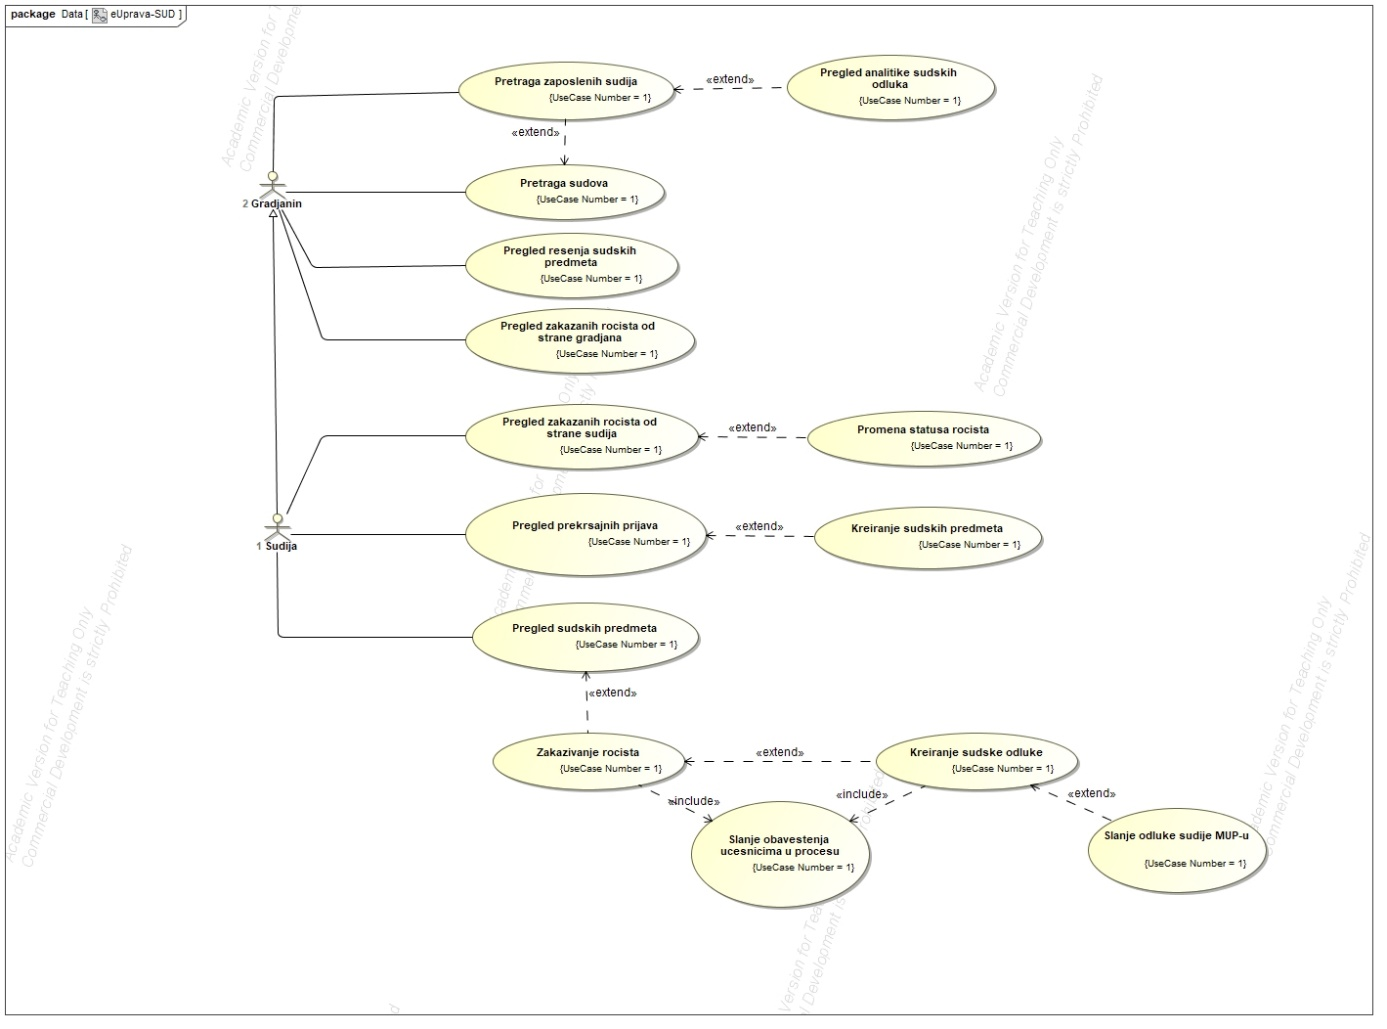 package Data [ eUprava-SUD ]
Pretraga zaposlenih sudija
{UseCase Number = 1}
«extend»
Pregled analitike sudskih
odluka
{UseCase Number = 1}
«extend»
Pretraga sudova
{UseCase Number = 1}
2 Gradjanin
Pregled resenja sudskih
predmeta
{UseCase Number = 1}
Pregled zakazanih rocista od
strane gradjana
{UseCase Number = 1}
Pregled zakazanih rocista od
strane sudija
{UseCase Number = 1}
«extend»
Promena statusa rocista
{UseCase Number = 1}
1 Sudija
Pregled prekrsajnih prijava
{UseCase Number = 1}
«extend»
Kreiranje sudskih predmeta
{UseCase Number = 1}
Pregled sudskih predmeta
{UseCase Number = 1}
«extend»
Zakazivanje rocista
{UseCase Number = 1}
«extend»
Kreiranje sudske odluke
{UseCase Number = 1}
«include»
«include»
«extend»
Slanje obavestenja
ucesnicima u procesu
{UseCase Number = 1}
Slanje odluke sudije MUP-u
{UseCase Number = 1}
Academic Version for Teaching Only
Commercial Development is strictly Prohibited